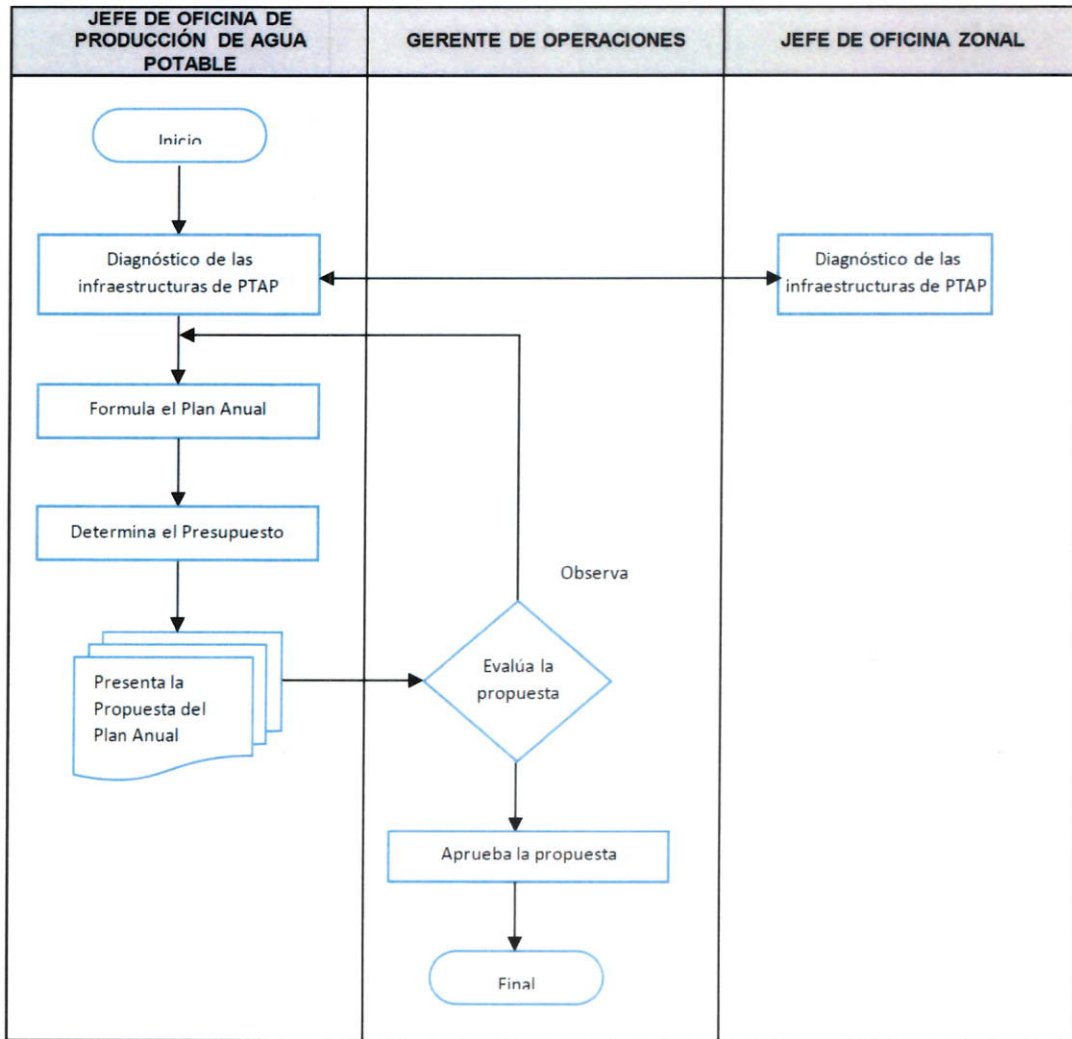 JEFE DE OFICINA DE
PRODUCCIÓN DE AGUA
POTABLE
GERENTE DE OPERACIONES
JEFE DE OFICINA ZONAL
Inicio
Diagnóstico de las
infraestructuras de PTAP
Diagnóstico de las
infraestructuras de PTAP
Formula el Plan Anual
Determina el Presupuesto
Observa
Presenta la
Propuesta del
Plan Anual
Evalúa la
propuesta
Aprueba la propuesta
Final